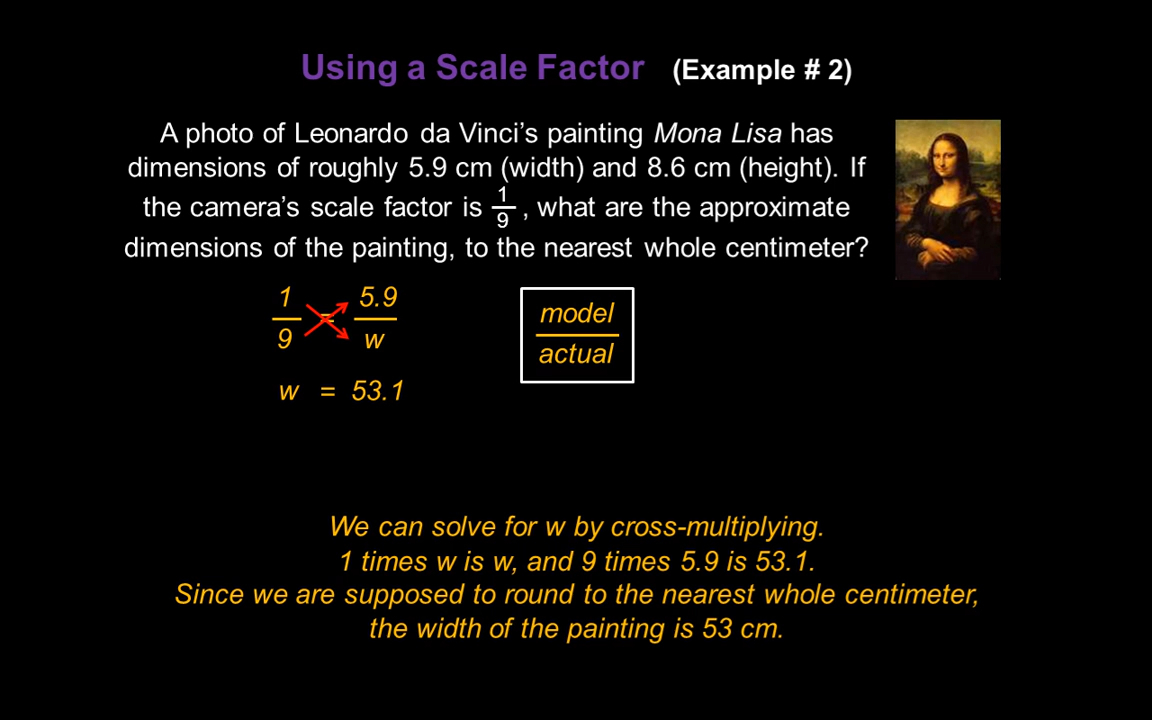 Using a Scale Factor (Example # 2)
A photo of Leonardo da Vinci’s painting Mona Lisa has
dimensions of roughly 5.9 cm (width) and 8.6 cm (height). If
the camera’s scale factor is 1/9 , what are the approximate
dimensions of the painting, to the nearest whole centimeter?
1/9 = 5.9/w
model
actual
w = 53.1
We can solve for w by cross-multiplying.
1 times w is w, and 9 times 5.9 is 53.1.
Since we are supposed to round to the nearest whole centimeter,
the width of the painting is 53 cm.